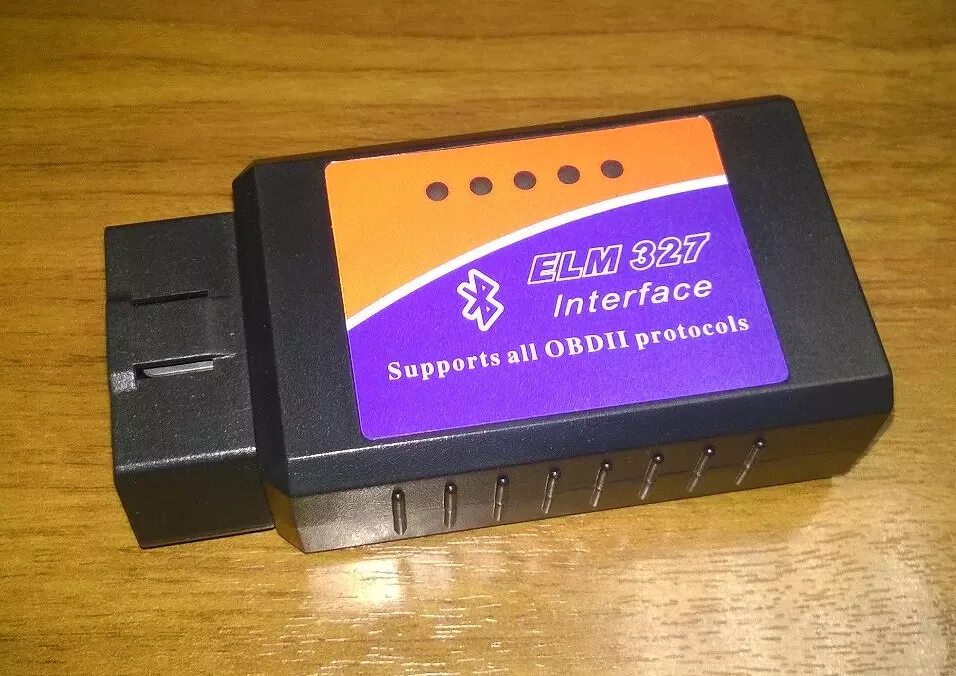 ELM 327
Interface
Supports all OBDII protocols